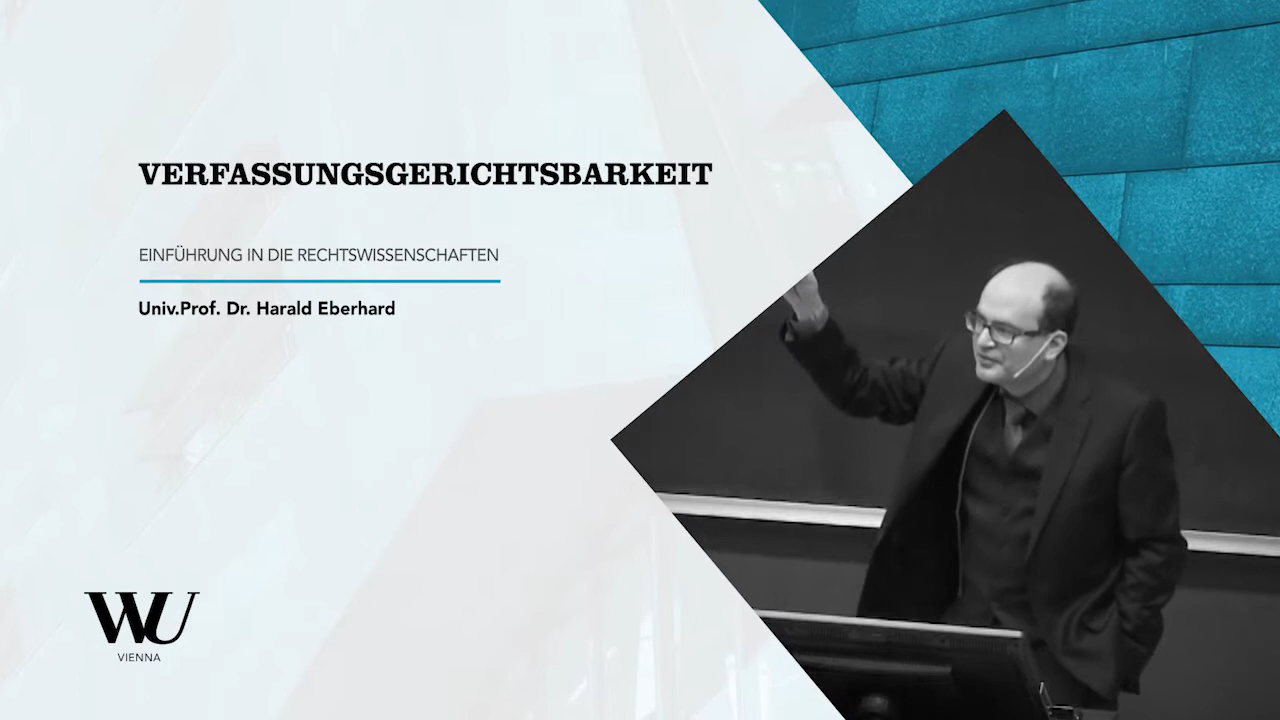 VERFASSUNGSGERICHTSBARKEIT
EINFÜHRUNG IN DIE RECHTSWISSENSCHAFTEN
Univ.Prof. Dr. Harald Eberhard
WU
VIENNA